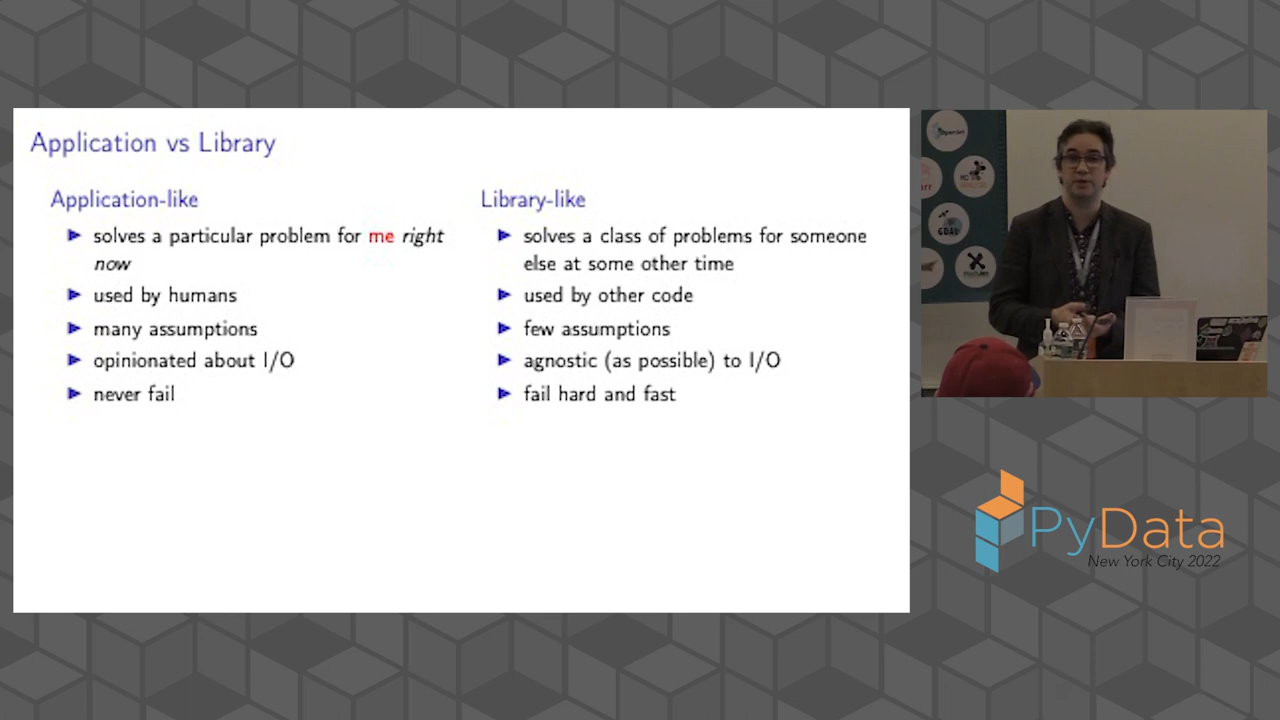 Application vs Library
Application-like
solves a particular problem for me right
now
used by humans
many assumptions
opinionated about I/O
never fail
Library-like
solves a class of problems for someone
else at some other time
used by other code
few assumptions
agnostic (as possible) to I/O
fail hard and fast
GDAL
PyData
New York City 2022